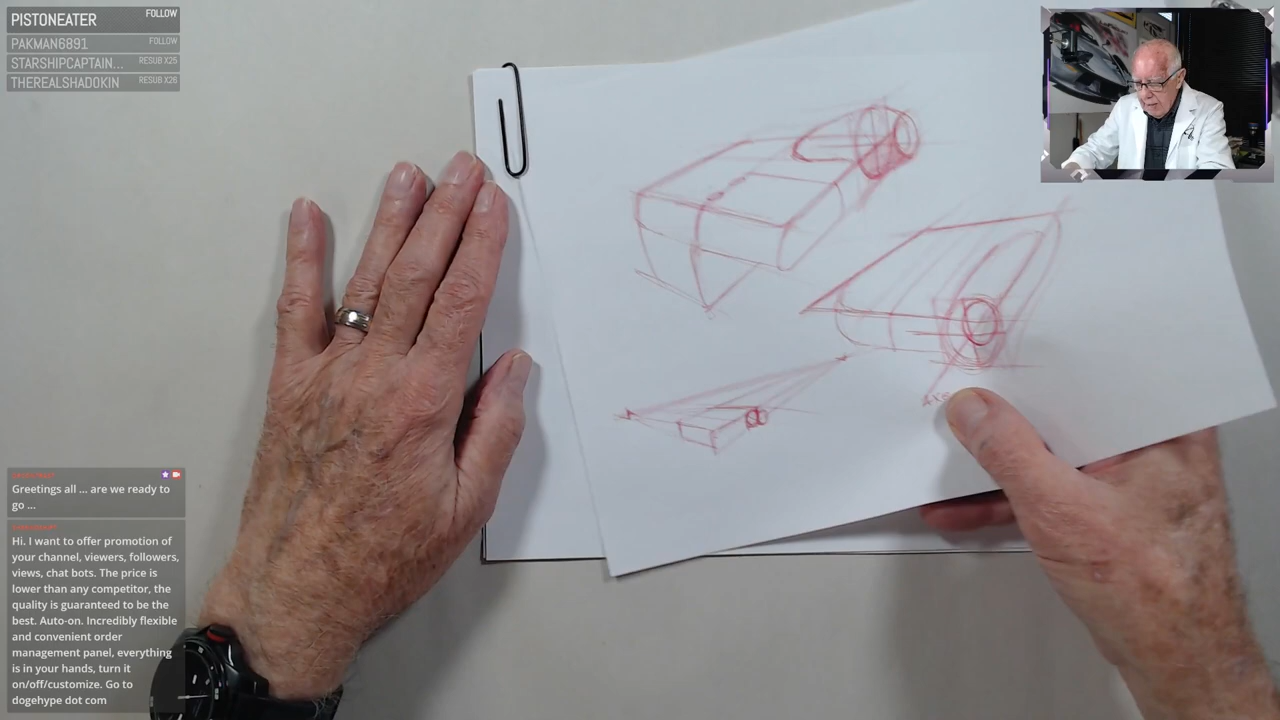 PISTONEATER FOLLOW
PAKMAN6891 FOLLOW
STARSHIPCAPTAIN... RESUB X25
THEREALSHADOKIN RESUB X26
Greetings all ... are we ready to
go ...
Hi. I want to offer promotion of
your channel, viewers, followers,
views, chat bots. The price is
lower than any competitor, the
quality is guaranteed to be the
best. Auto-on. Incredibly flexible
and convenient order
management panel, everything
is in your hands, turn it
on/off/customize. Go to
dogehype dot com